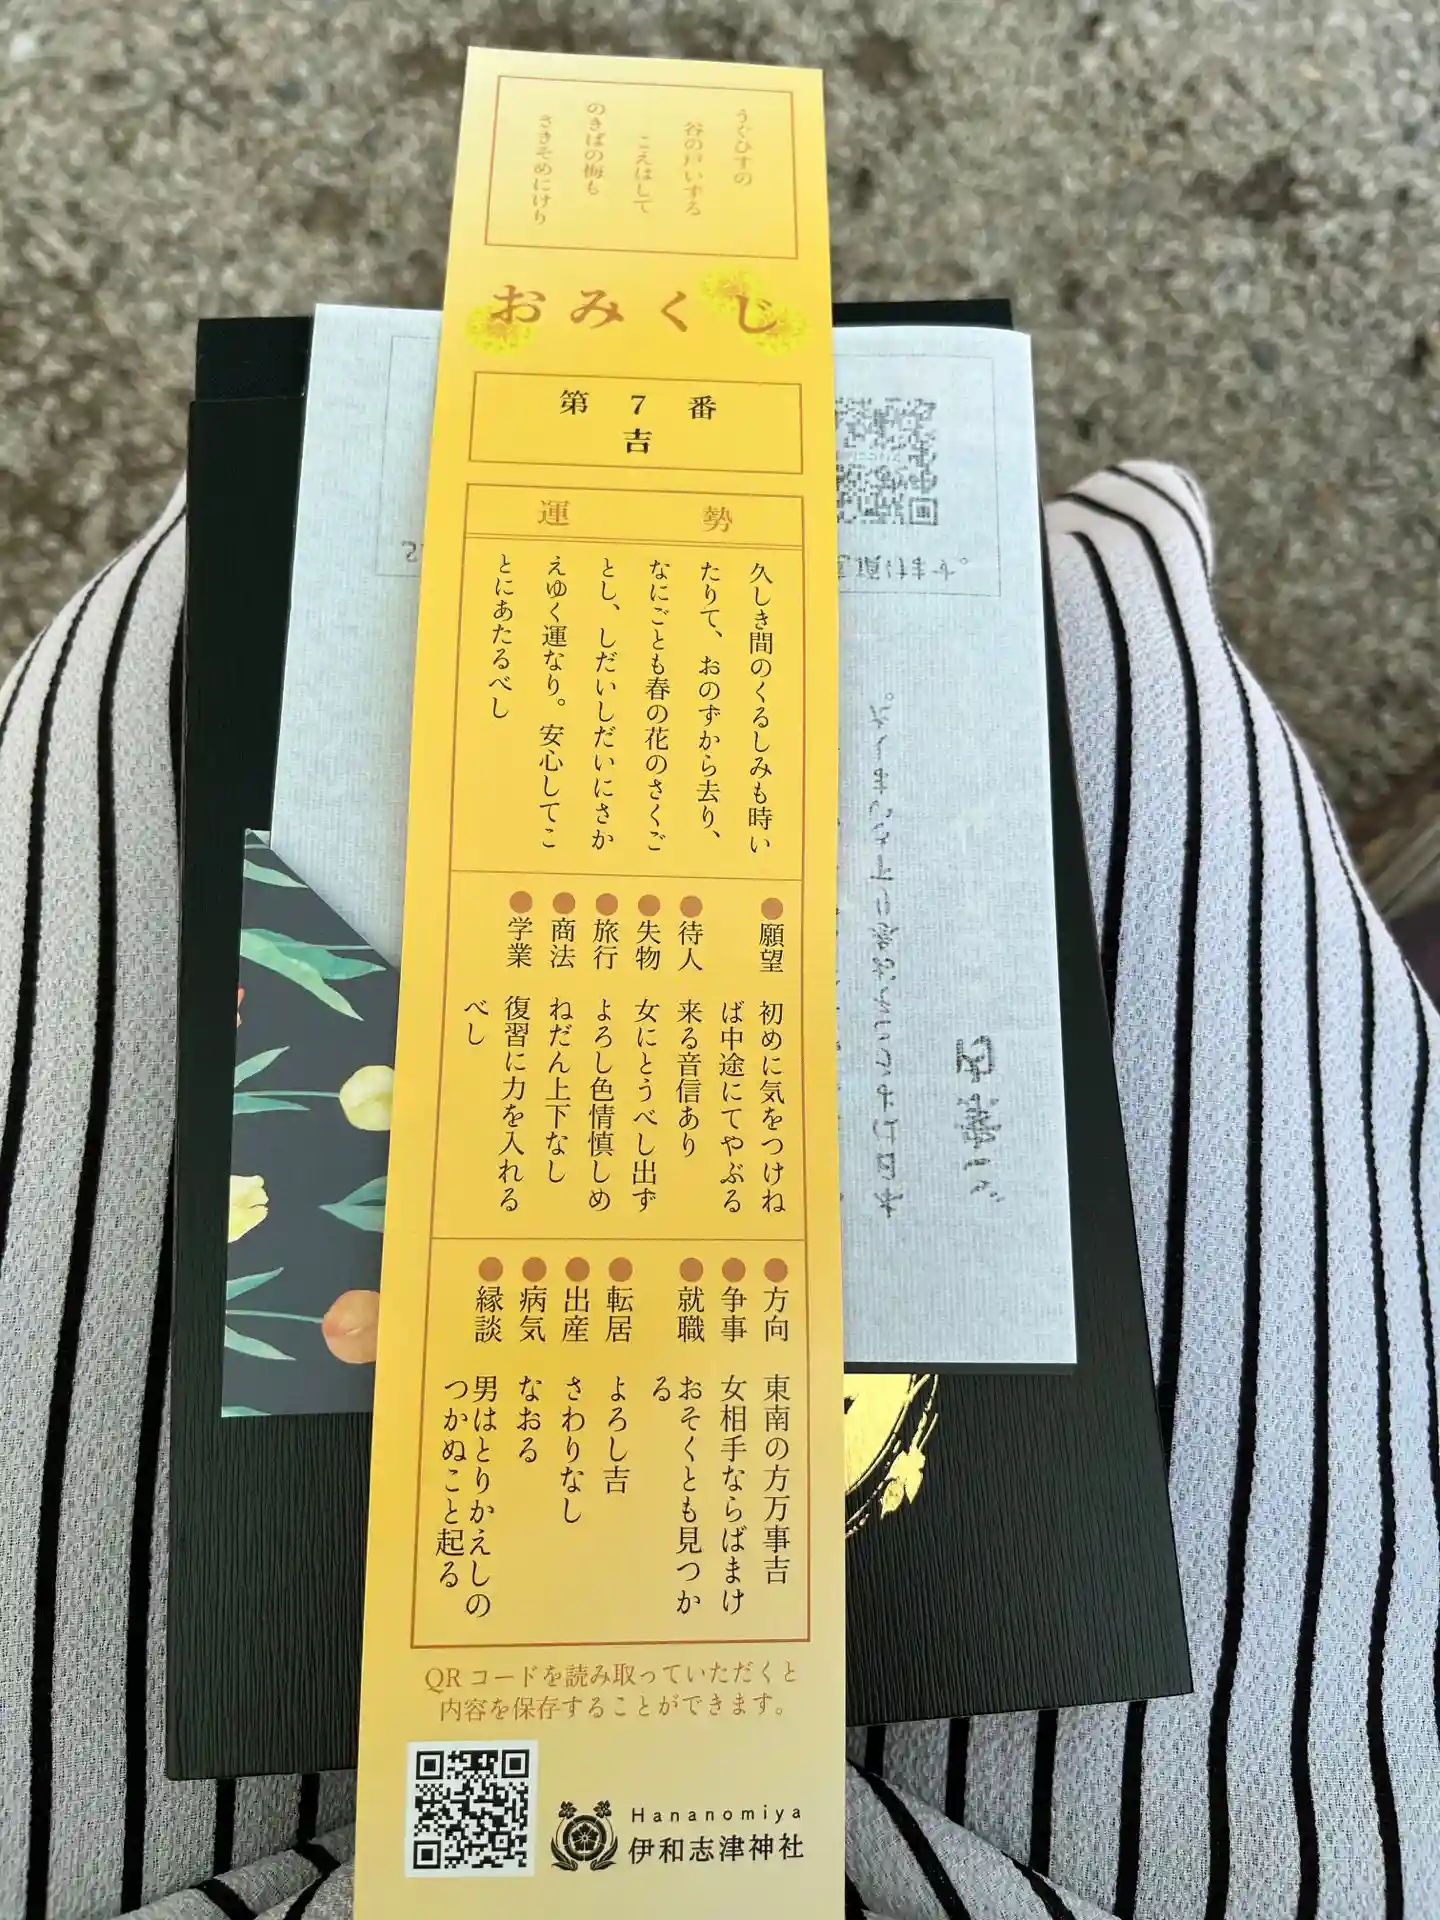 うぐひすの
谷の戸いずる
こえはして
のきばの梅も
さきそめにけり
おみくじ
第7番
吉
運勢
久しき間のくるしみも時い
たりて、おのずから去り、
なにごとも春の花のさくご
とし、しだいしだいにさか
えゆく運なり。安心してこ
とにあたるべし
●願望 初めに気をつけね
ば中途にてやぶる
●待人 来る音信あり
●失物 女にとうべし出ず
●旅行 よろし色情慎しめ
●商法 ねだん上下なし
●学業 復習に力を入れる
べし
●方向 東南の方万事吉
●争事 女相手ならばまけ
●就職 おそくとも見つか
る
●転居 よろし吉
●出産 さわりなし
●病気 なおる
●縁談 男はとりかえしの
つかぬこと起る
QRコードを読み取っていただくと
内容を保存することができます。
Hananomiya
伊和志津神社
ご案内